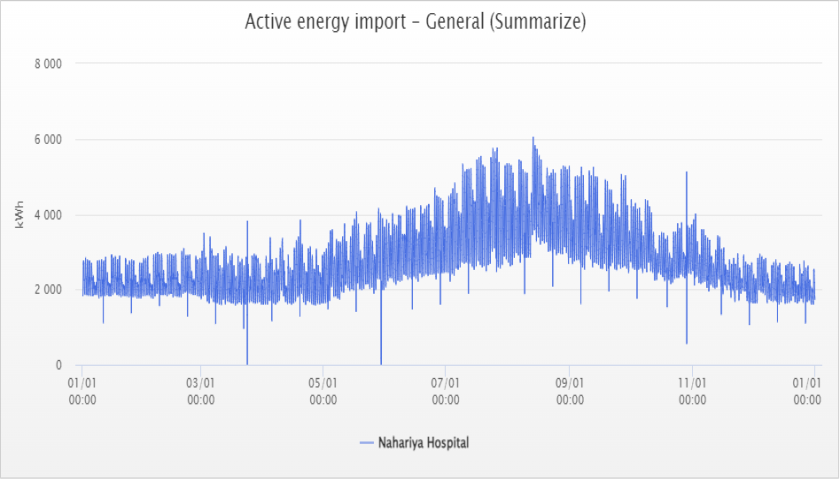 Active energy import – General (Summarize)
8 000
6 000
4 000
2 000
0
kWh
01/01 03/01 05/01 07/01 09/01 11/01 01/01
00:00 00:00 00:00 00:00 00:00 00:00 00:00
Nahariya Hospital